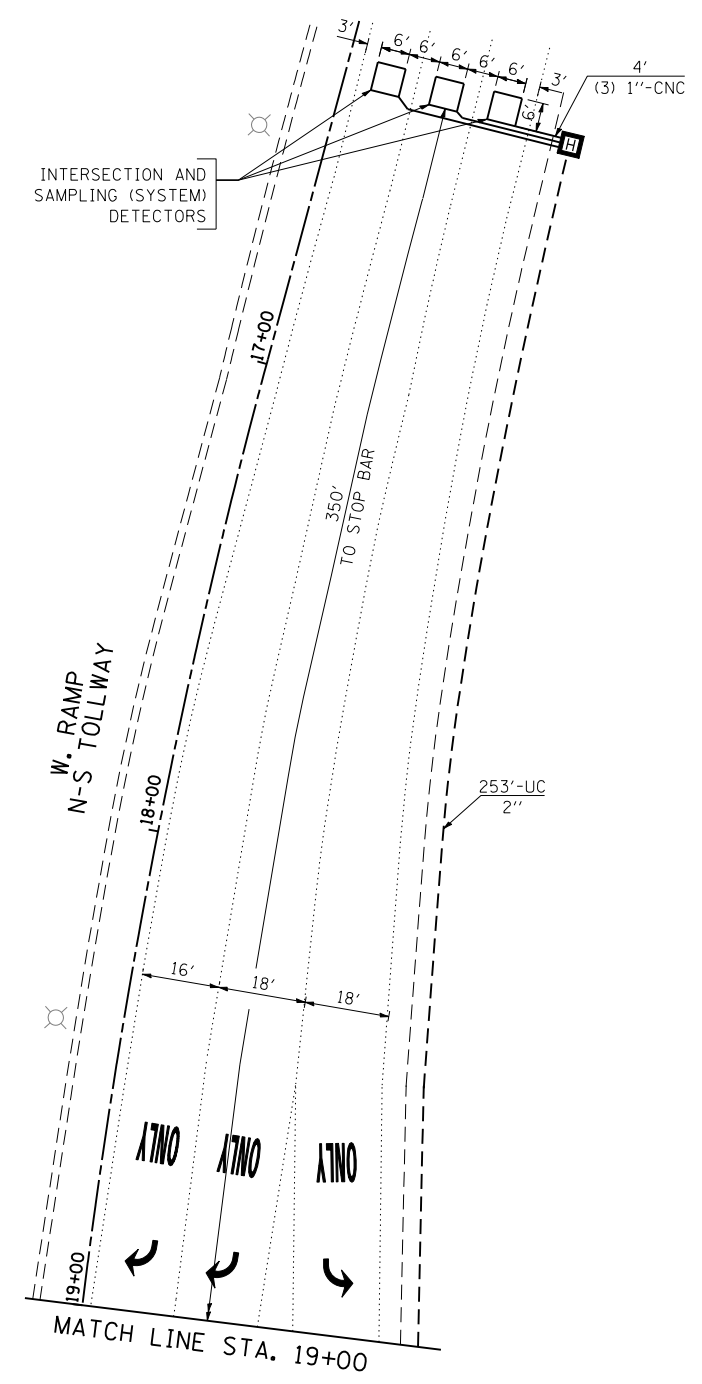 3'
6'
6'
6'
6'
6'
3'
6'
4'
(3) 1"-CNC
H
INTERSECTION AND
SAMPLING (SYSTEM)
DETECTORS
17+00
350'
TO STOP BAR
W. RAMP
N-S TOLLWAY
18+00
253'-UC
2"
16'
18'
18'
ONLY
ONLY
ONLY
19+00
MATCH LINE STA. 19+00